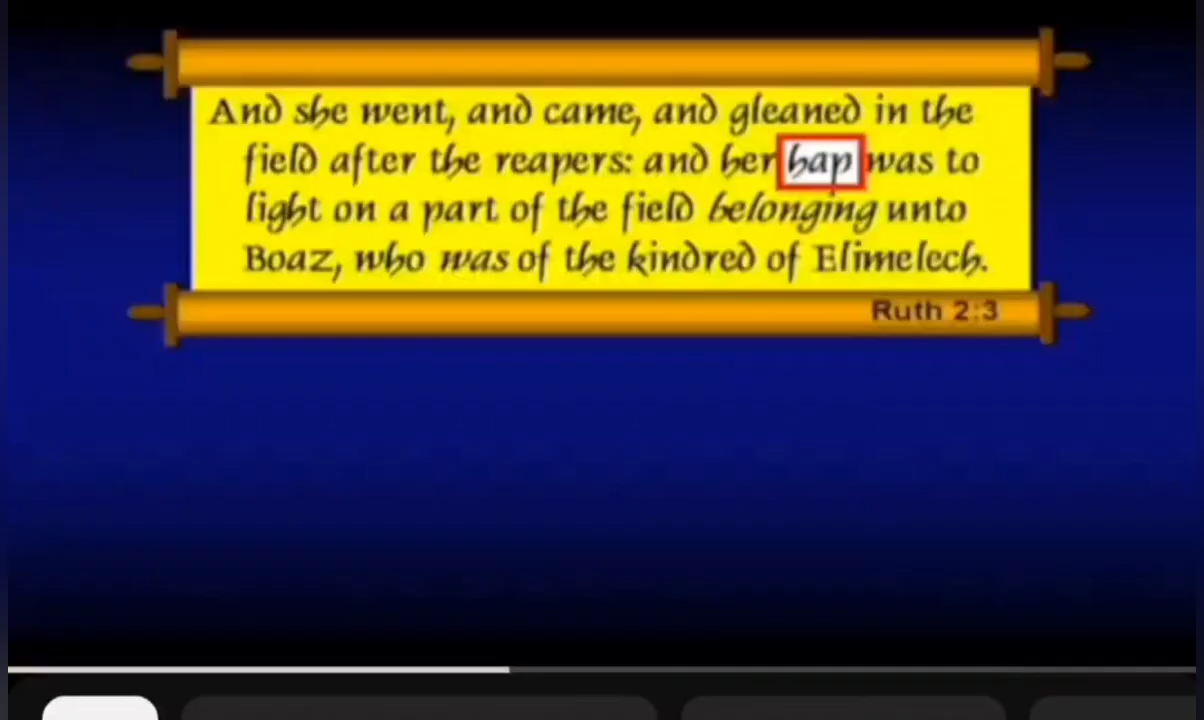 And she went, and came, and gleaned in the
field after the reapers: and her hap was to
light on a part of the field belonging unto
Boaz, who was of the kindred of Elimelech.
Ruth 2:3